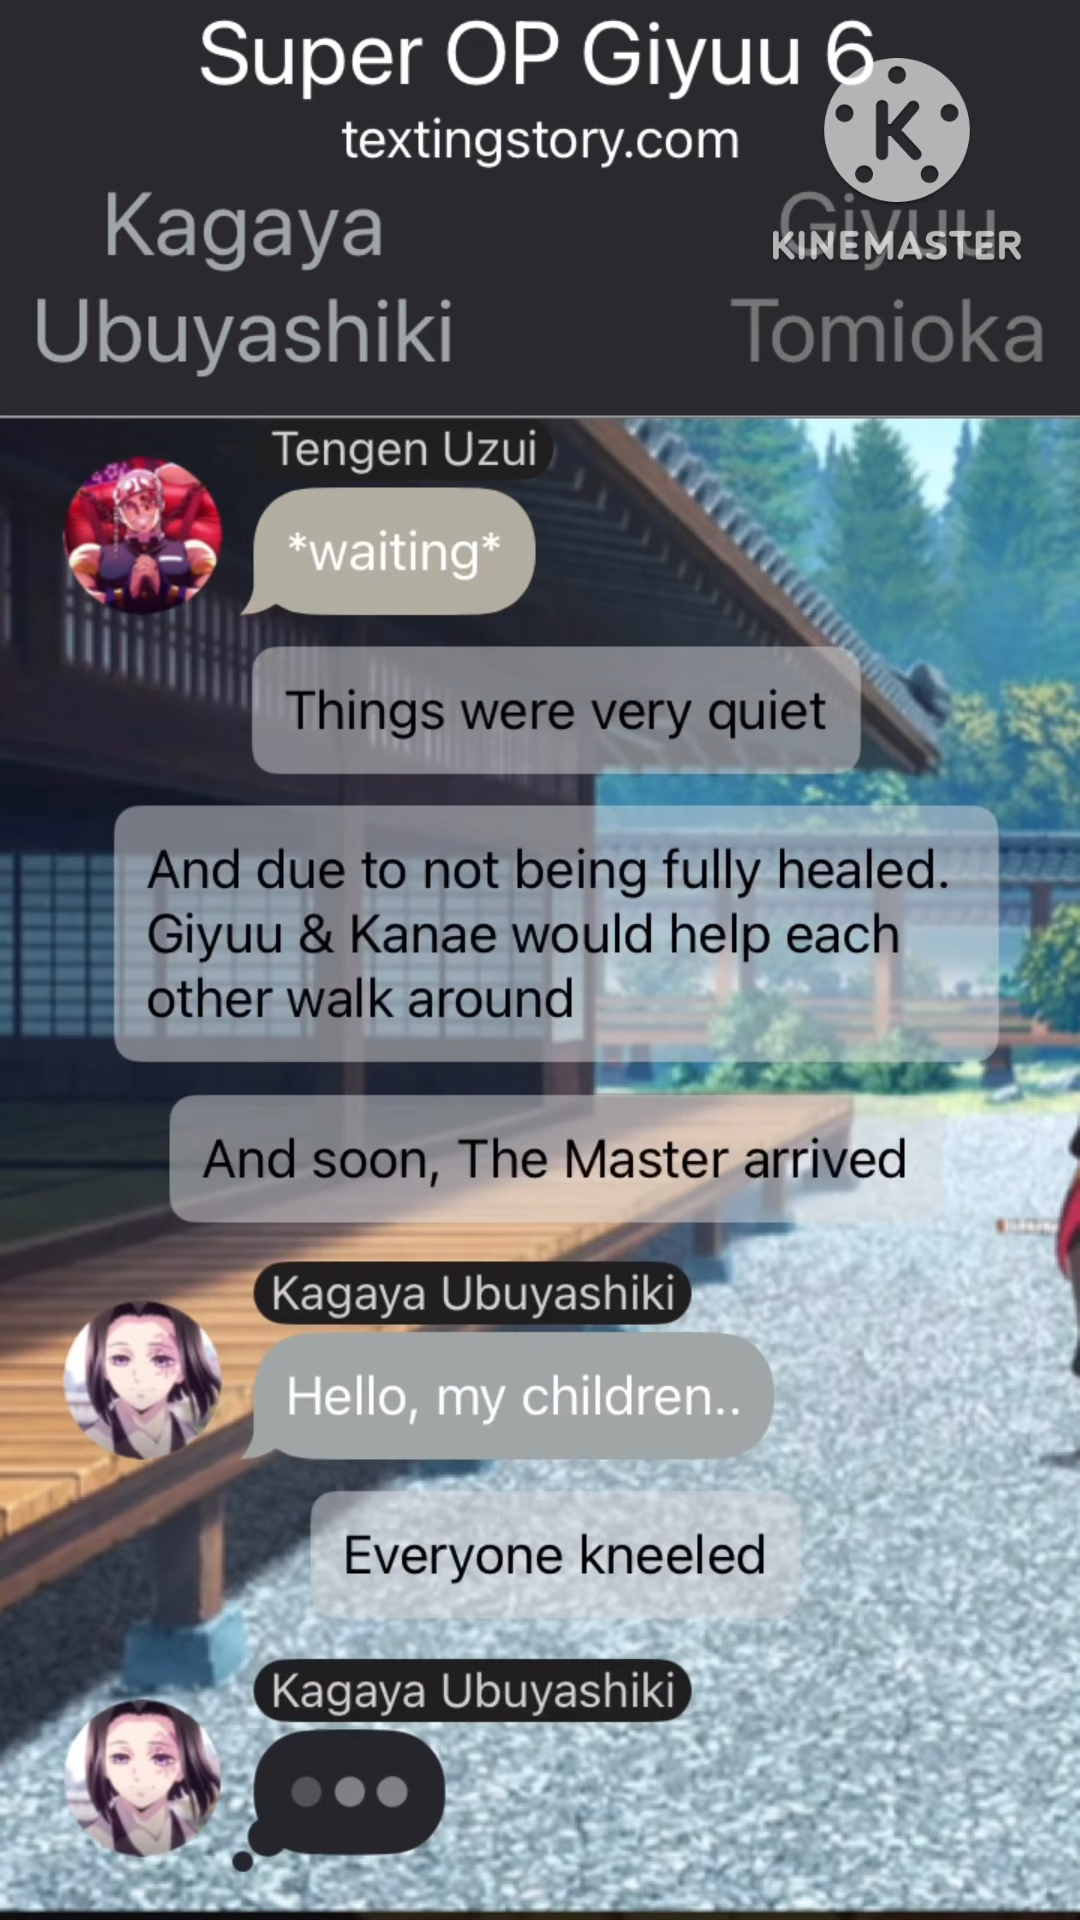 Super OP Giyuu 6
textingstory.com
Kagaya
Ubuyashiki
Giyuu
Tomioka
K
KINEMASTER
Tengen Uzui
*waiting*
Things were very quiet
And due to not being fully healed.
Giyuu & Kanae would help each
other walk around
And soon, The Master arrived
Kagaya Ubuyashiki
Hello, my children..
Everyone kneeled
Kagaya Ubuyashiki